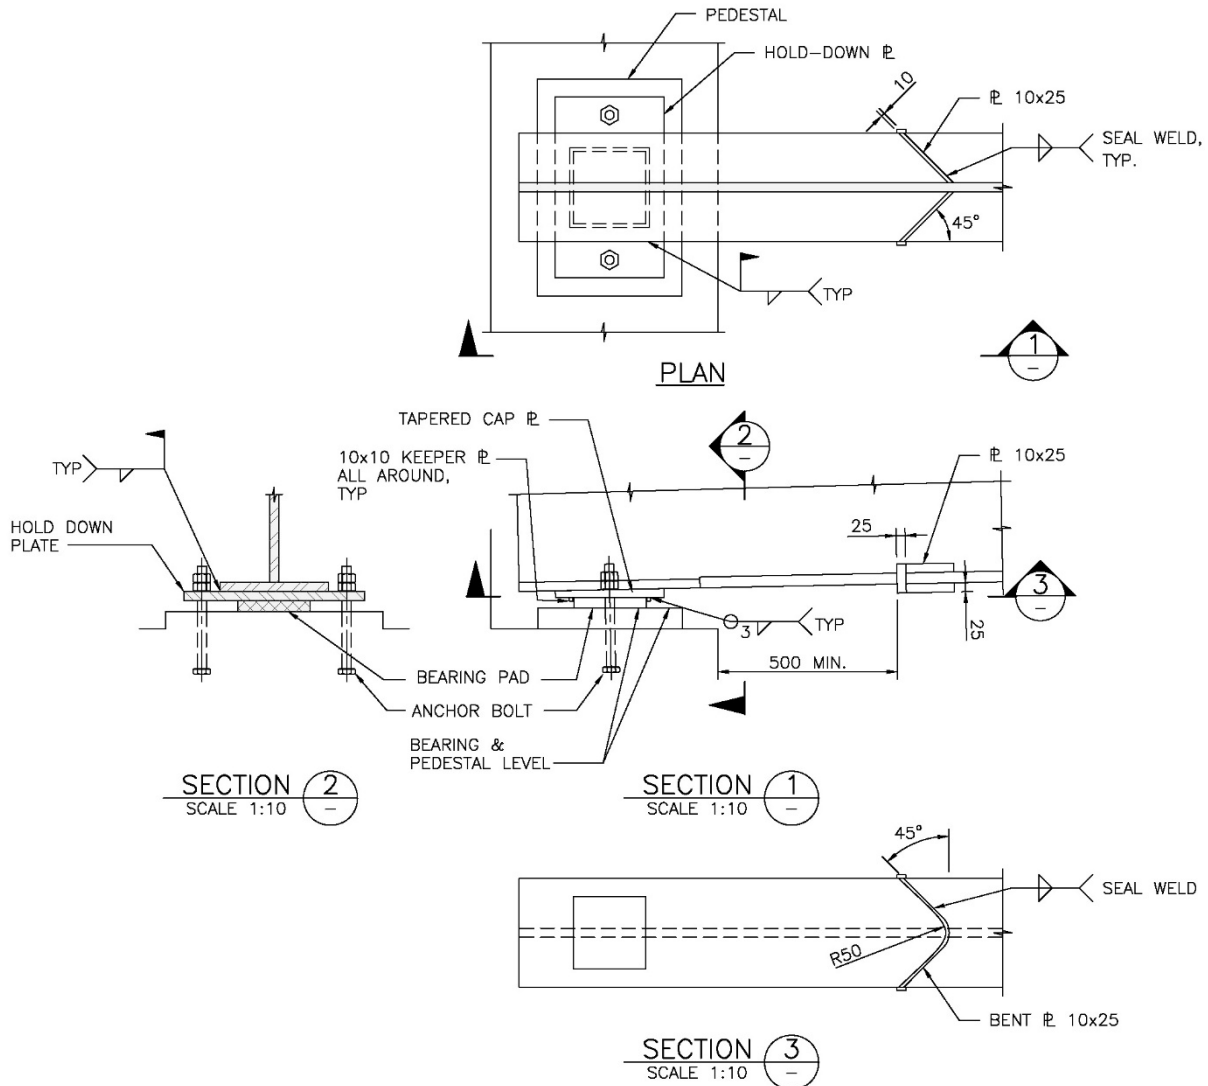 PEDESTAL
HOLD-DOWN ⅊
10
⅊ 10x25
SEAL WELD,
TYP.
45°
TYP
1
-
PLAN
TAPERED CAP ⅊
2
-
10x10 KEEPER ⅊
ALL AROUND,
TYP
⅊ 10x25
TYP
HOLD DOWN
PLATE
25
3
-
3
TYP
25
500 MIN.
BEARING PAD
ANCHOR BOLT
BEARING &
PEDESTAL LEVEL
SECTION 2
SCALE 1:10 -
SECTION 1
SCALE 1:10 -
45°
SEAL WELD
R50
BENT ⅊ 10x25
SECTION 3
SCALE 1:10 -